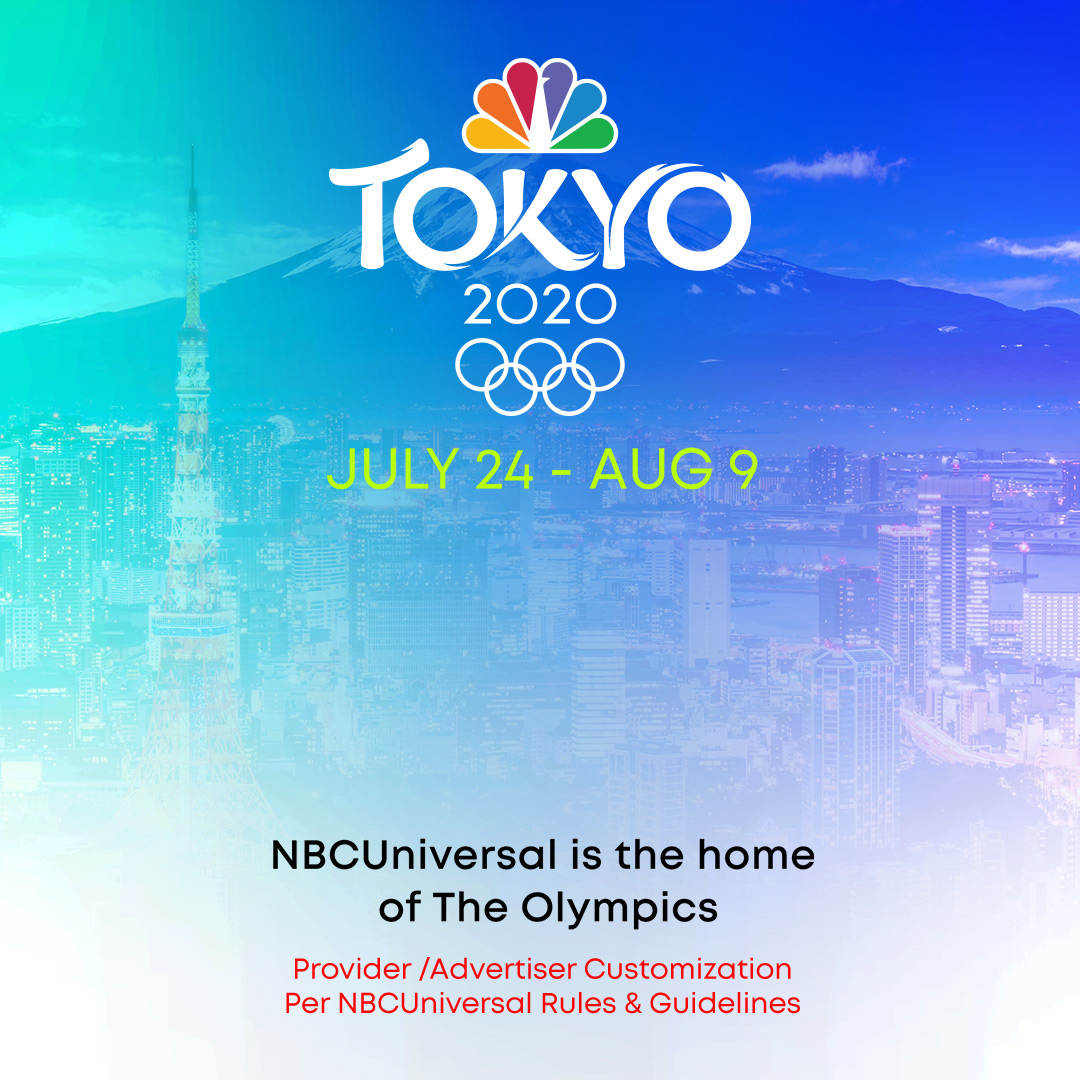 TOKYO
2020
JULY 24 - AUG 9
NBCUniversal is the home
of The Olympics
Provider /Advertiser Customization
Per NBCUniversal Rules & Guidelines